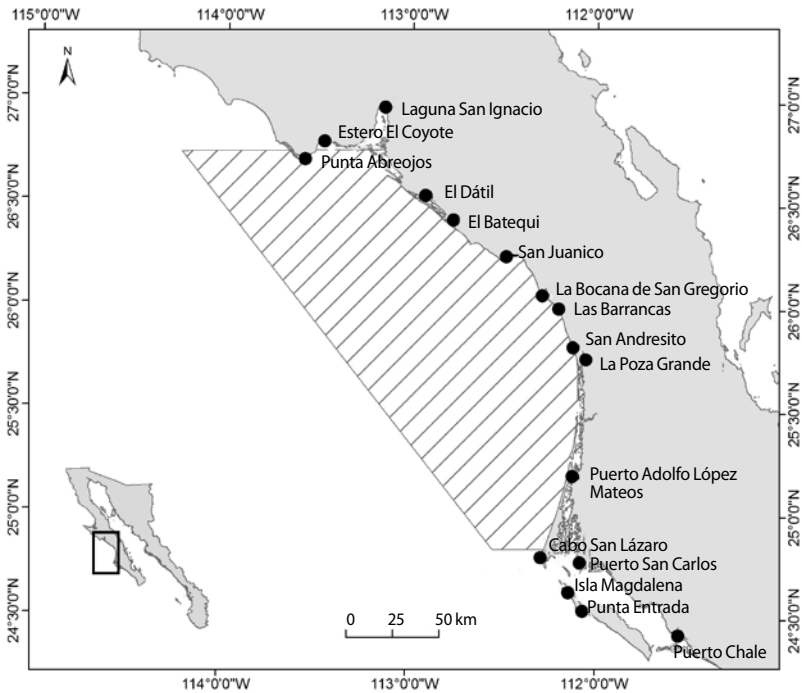 115°0'0"W 114°0'0"W 113°0'0"W 112°0'0"W
N
27°0'0"N
27°0'0"N
Laguna San Ignacio
Estero El Coyote
Punta Abreojos
26°30'0"N
26°30'0"N
El Dátil
El Batequi
San Juanico
26°0'0"N
26°0'0"N
La Bocana de San Gregorio
Las Barrancas
San Andresito
La Poza Grande
25°30'0"N
25°30'0"N
Puerto Adolfo López
Mateos
25°0'0"N
25°0'0"N
Cabo San Lázaro
Puerto San Carlos
Isla Magdalena
Punta Entrada
24°30'0"N
24°30'0"N
0 25 50 km
Puerto Chale
114°0'0"W 113°0'0"W 112°0'0"W